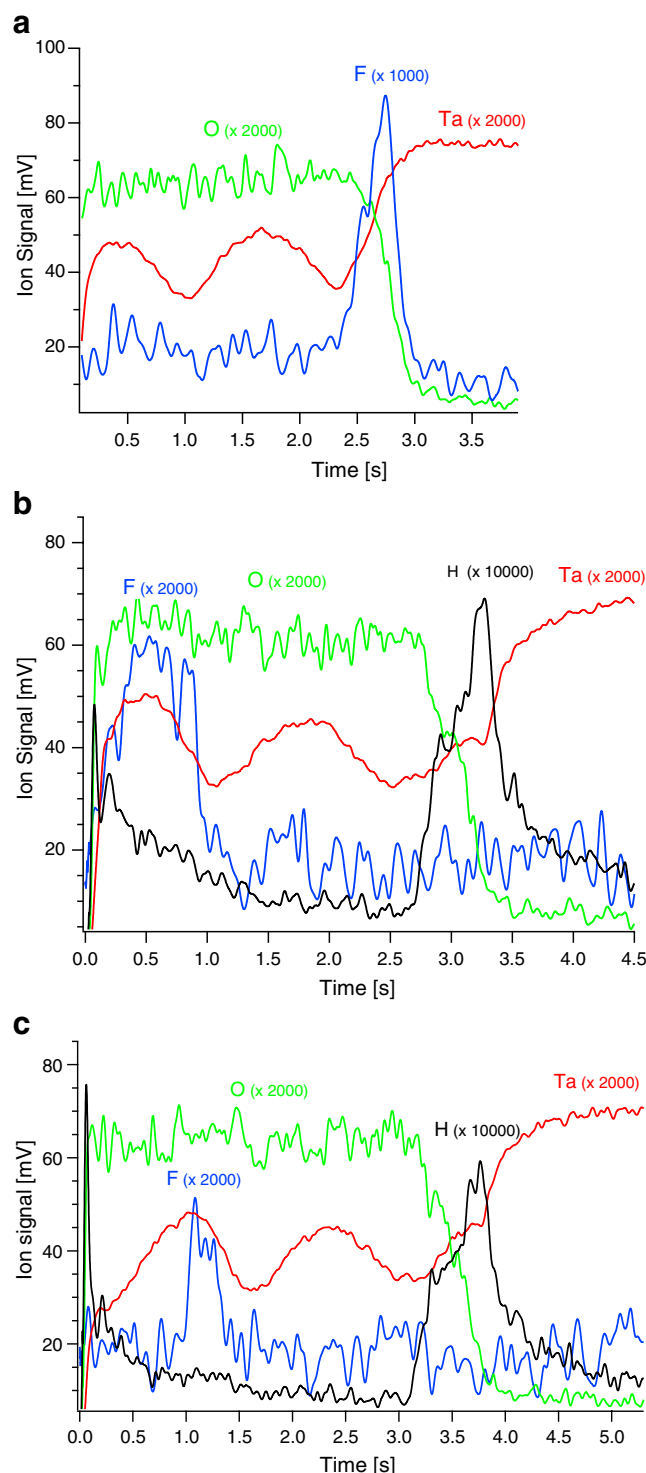 a
100
80
60
40
20
Ion Signal [mV]
O (x 2000)
F (x 1000)
Ta (x 2000)
0.5 1.0 1.5 2.0 2.5 3.0 3.5
Time [s]
b
80
60
40
20
Ion Signal [mV]
F (x 2000)
O (x 2000)
H (x 10000)
Ta (x 2000)
0.0 0.5 1.0 1.5 2.0 2.5 3.0 3.5 4.0 4.5
Time [s]
c
80
60
40
20
Ion signal [mV]
O (x 2000)
F (x 2000)
H (x 10000)
Ta (x 2000)
0.0 0.5 1.0 1.5 2.0 2.5 3.0 3.5 4.0 4.5 5.0
Time [s]